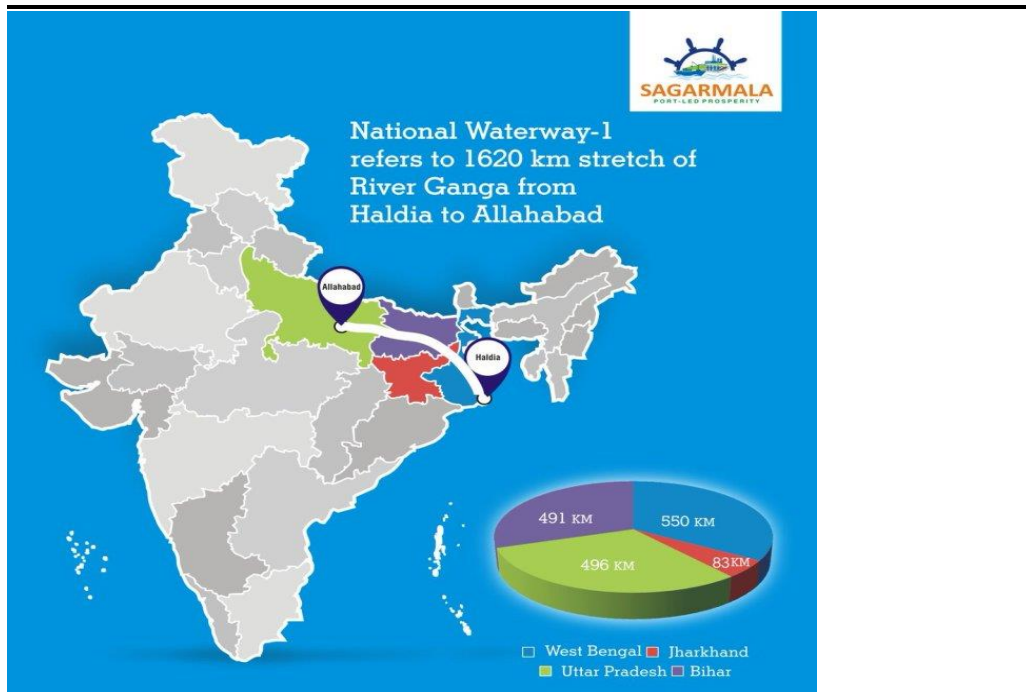 SAGARMALA
PORT-LED PROSPERITY
National Waterway-1
refers to 1620 km stretch of
River Ganga from
Haldia to Allahabad
Allahabad
Haldia
491 KM
550 KM
496 KM
83KM
West Bengal
Jharkhand
Uttar Pradesh
Bihar